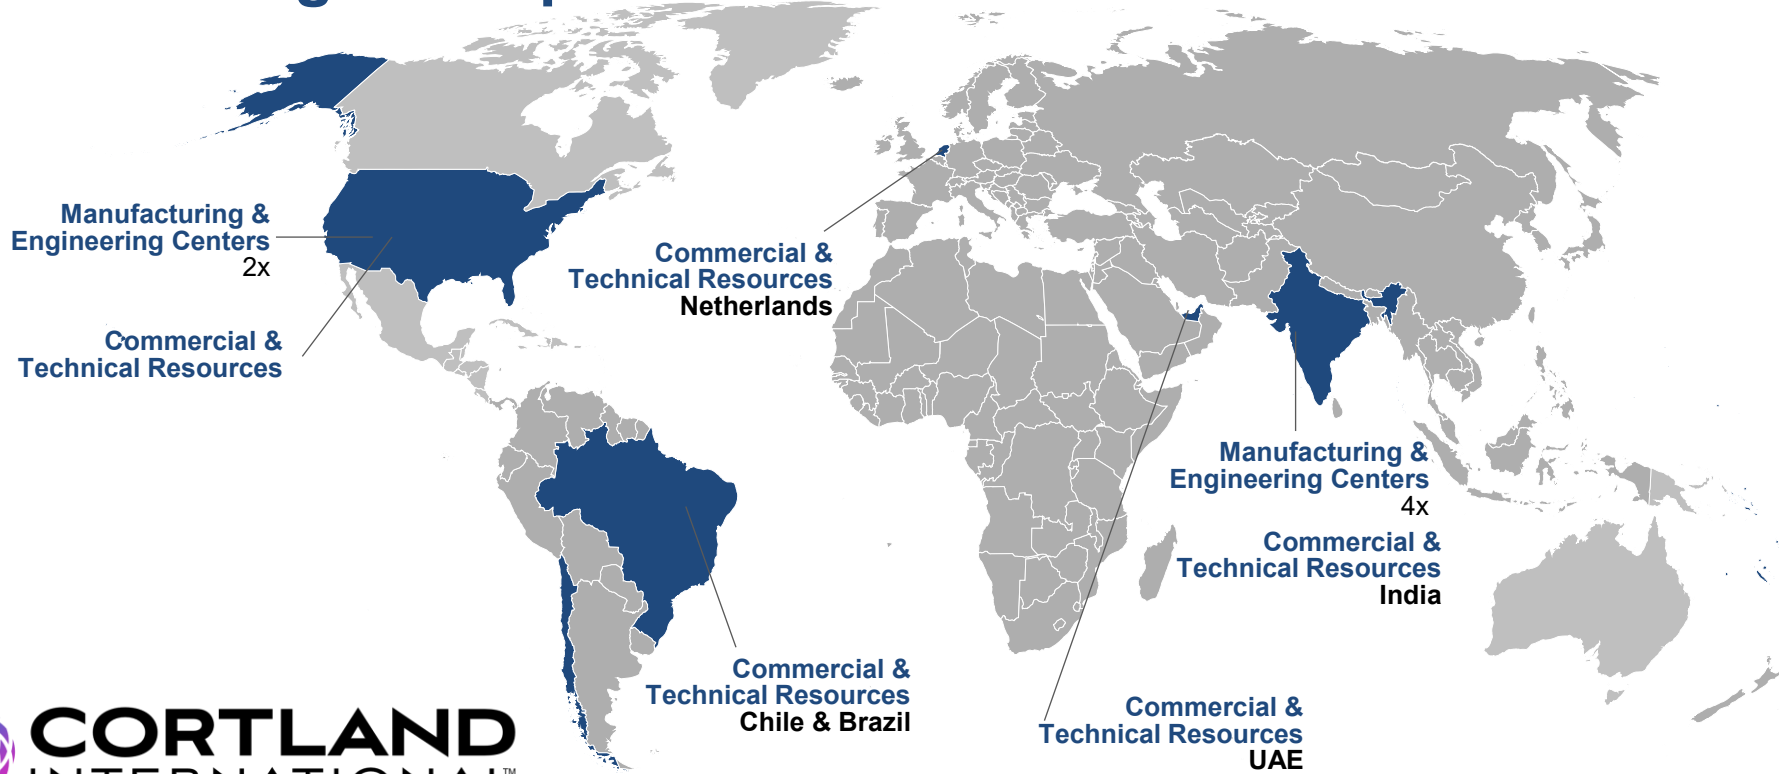 Manufacturing &
Engineering Centers
2x
Commercial &
Technical Resources
Commercial &
Technical Resources
Netherlands
Manufacturing &
Engineering Centers
4x
Commercial &
Technical Resources
India
Commercial &
Technical Resources
Chile & Brazil
Commercial &
Technical Resources
UAE
CORTLAND
INTERNATIONAL™